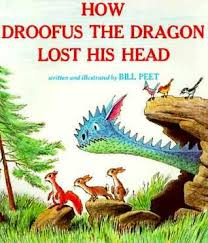 HOW
DROOFUS THE DRAGON
LOST HIS HEAD
written and illustrated by BILL PEET